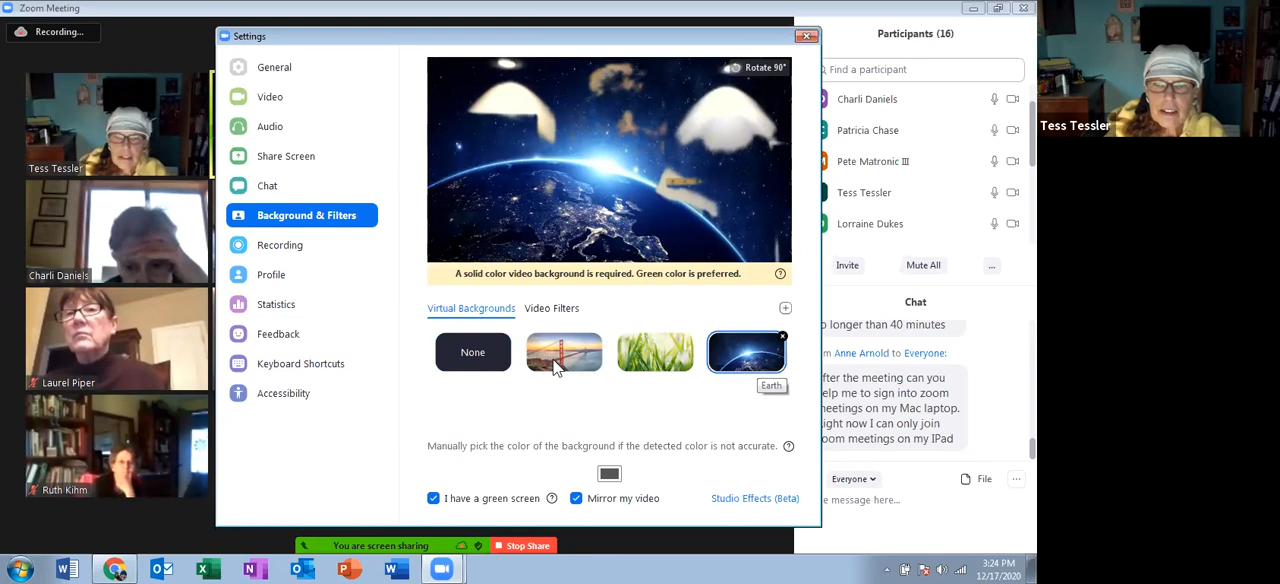 Zoom Meeting
Recording...
Settings
General
Video
Audio
Share Screen
Chat
Background & Filters
Recording
Profile
Statistics
Feedback
Keyboard Shortcuts
Accessibility
Rotate 90°
A solid color video background is required. Green color is preferred.
Virtual Backgrounds
Video Filters
None
Earth
Manually pick the color of the background if the detected color is not accurate.
I have a green screen
Mirror my video
Studio Effects (Beta)
Tess Tessler
Charli Daniels
Laurel Piper
Ruth Kihm
You are screen sharing
Stop Share
Participants (16)
Find a participant
Charli Daniels
Patricia Chase
Pete Matronic III
Tess Tessler
Lorraine Dukes
Invite
Mute All
...
Chat
longer than 40 minutes
Anne Arnold to Everyone:
the meeting can you
me to sign into zoom
meetings on my Mac laptop.
now I can only join
meetings on my IPad
Everyone
File
...
message here...
Tess Tessler
3:24 PM
12/17/2020